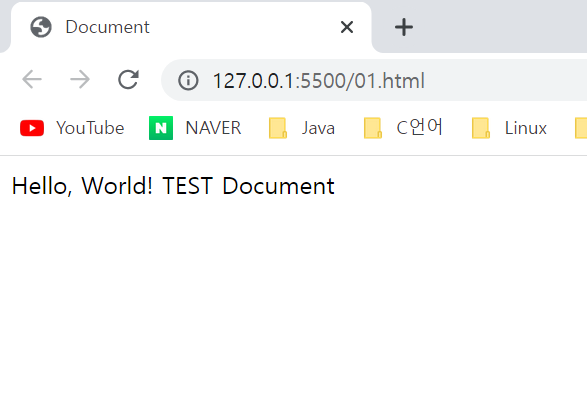 Document
127.0.0.1:5500/01.html
YouTube NAVER Java C언어 Linux
Hello, World! TEST Document